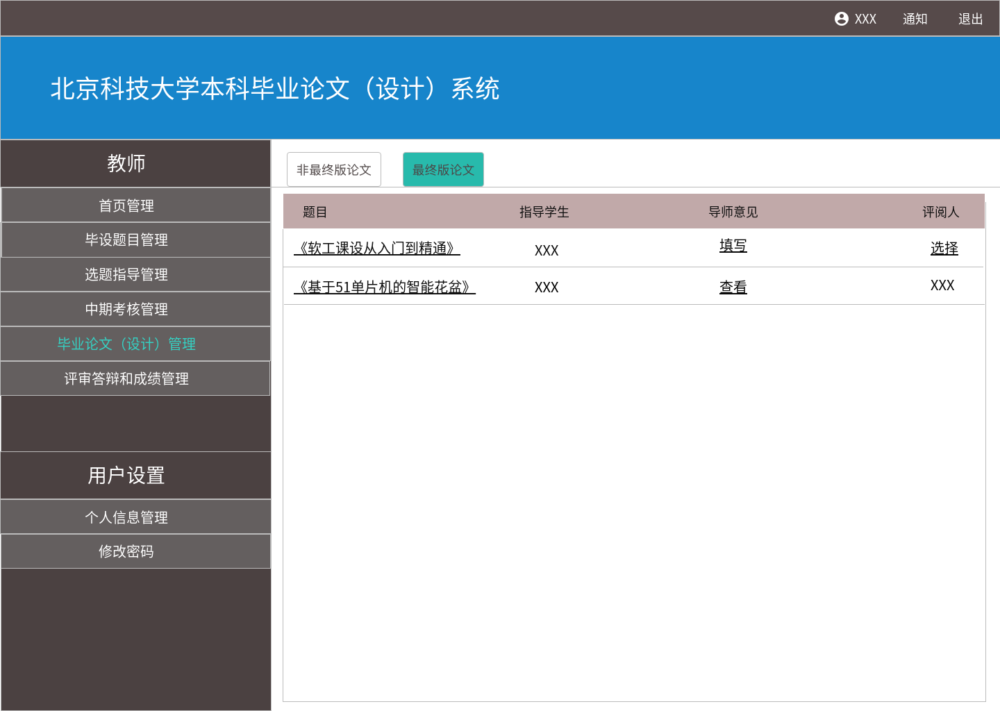 XXX 通知 退出
北京科技大学本科毕业论文（设计）系统
教师
首页管理
毕设题目管理
选题指导管理
中期考核管理
毕业论文（设计）管理
评审答辩和成绩管理
用户设置
个人信息管理
修改密码
非最终版论文 最终版论文
题目 指导学生 导师意见 评阅人
《软工课设从入门到精通》 XXX 填写 选择
《基于51单片机的智能花盆》 XXX 查看 XXX